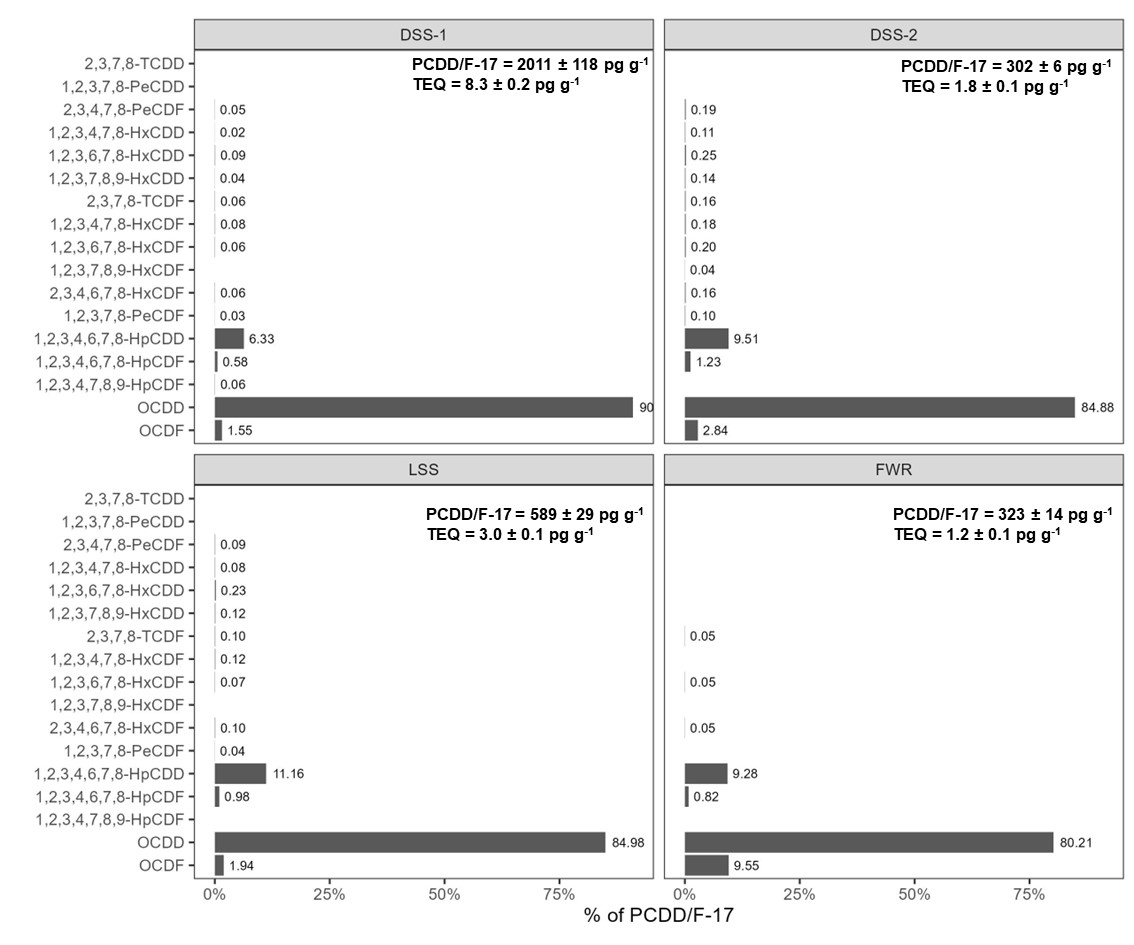 DSS-1
DSS-2
PCDD/F-17 = 2011 ± 118 pg g-1
TEQ = 8.3 ± 0.2 pg g-1
PCDD/F-17 = 302 ± 6 pg g-1
TEQ = 1.8 ± 0.1 pg g-1
2,3,7,8-TCDD
1,2,3,7,8-PeCDD
2,3,4,7,8-PeCDF 0.05 0.19
1,2,3,4,7,8-HxCDD 0.02 0.11
1,2,3,6,7,8-HxCDD 0.09 0.25
1,2,3,7,8,9-HxCDD 0.04 0.14
2,3,7,8-TCDF 0.06 0.16
1,2,3,4,7,8-HxCDF 0.08 0.18
1,2,3,6,7,8-HxCDF 0.06 0.20
1,2,3,7,8,9-HxCDF 0.04
2,3,4,6,7,8-HxCDF 0.06 0.16
1,2,3,7,8-PeCDF 0.03 0.10
1,2,3,4,6,7,8-HpCDD 6.33 9.51
1,2,3,4,6,7,8-HpCDF 0.58 1.23
1,2,3,4,7,8,9-HpCDF 0.06
OCDD 90 84.88
OCDF 1.55 2.84
LSS
FWR
PCDD/F-17 = 589 ± 29 pg g-1
TEQ = 3.0 ± 0.1 pg g-1
PCDD/F-17 = 323 ± 14 pg g-1
TEQ = 1.2 ± 0.1 pg g-1
2,3,7,8-TCDD
1,2,3,7,8-PeCDD
2,3,4,7,8-PeCDF 0.09
1,2,3,4,7,8-HxCDD 0.08
1,2,3,6,7,8-HxCDD 0.23
1,2,3,7,8,9-HxCDD 0.12
2,3,7,8-TCDF 0.10 0.05
1,2,3,4,7,8-HxCDF 0.12
1,2,3,6,7,8-HxCDF 0.07 0.05
1,2,3,7,8,9-HxCDF
2,3,4,6,7,8-HxCDF 0.10 0.05
1,2,3,7,8-PeCDF 0.04
1,2,3,4,6,7,8-HpCDD 11.16 9.28
1,2,3,4,6,7,8-HpCDF 0.98 0.82
1,2,3,4,7,8,9-HpCDF
OCDD 84.98 80.21
OCDF 1.94 9.55
0% 25% 50% 75% 0% 25% 50% 75%
% of PCDD/F-17